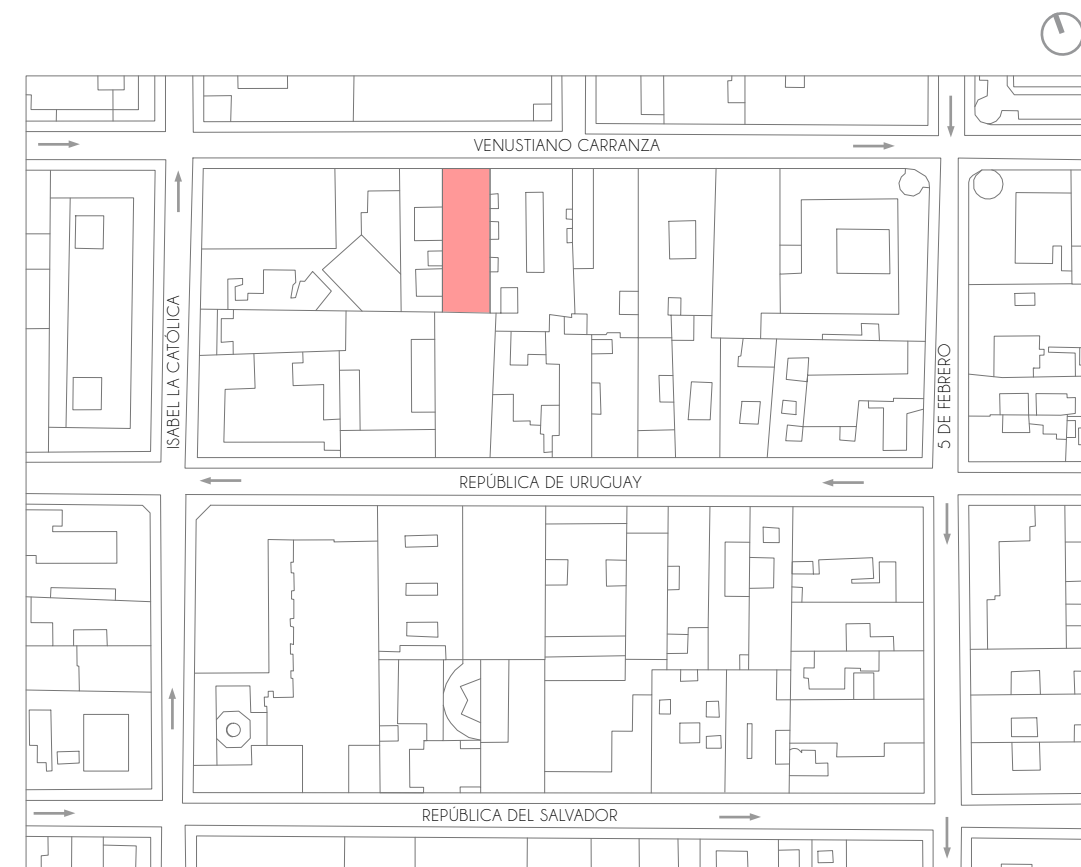 VENUSTIANO CARRANZA
ISABEL LA CATÓLICA
5 DE FEBRERO
REPÚBLICA DE URUGUAY
REPÚBLICA DEL SALVADOR